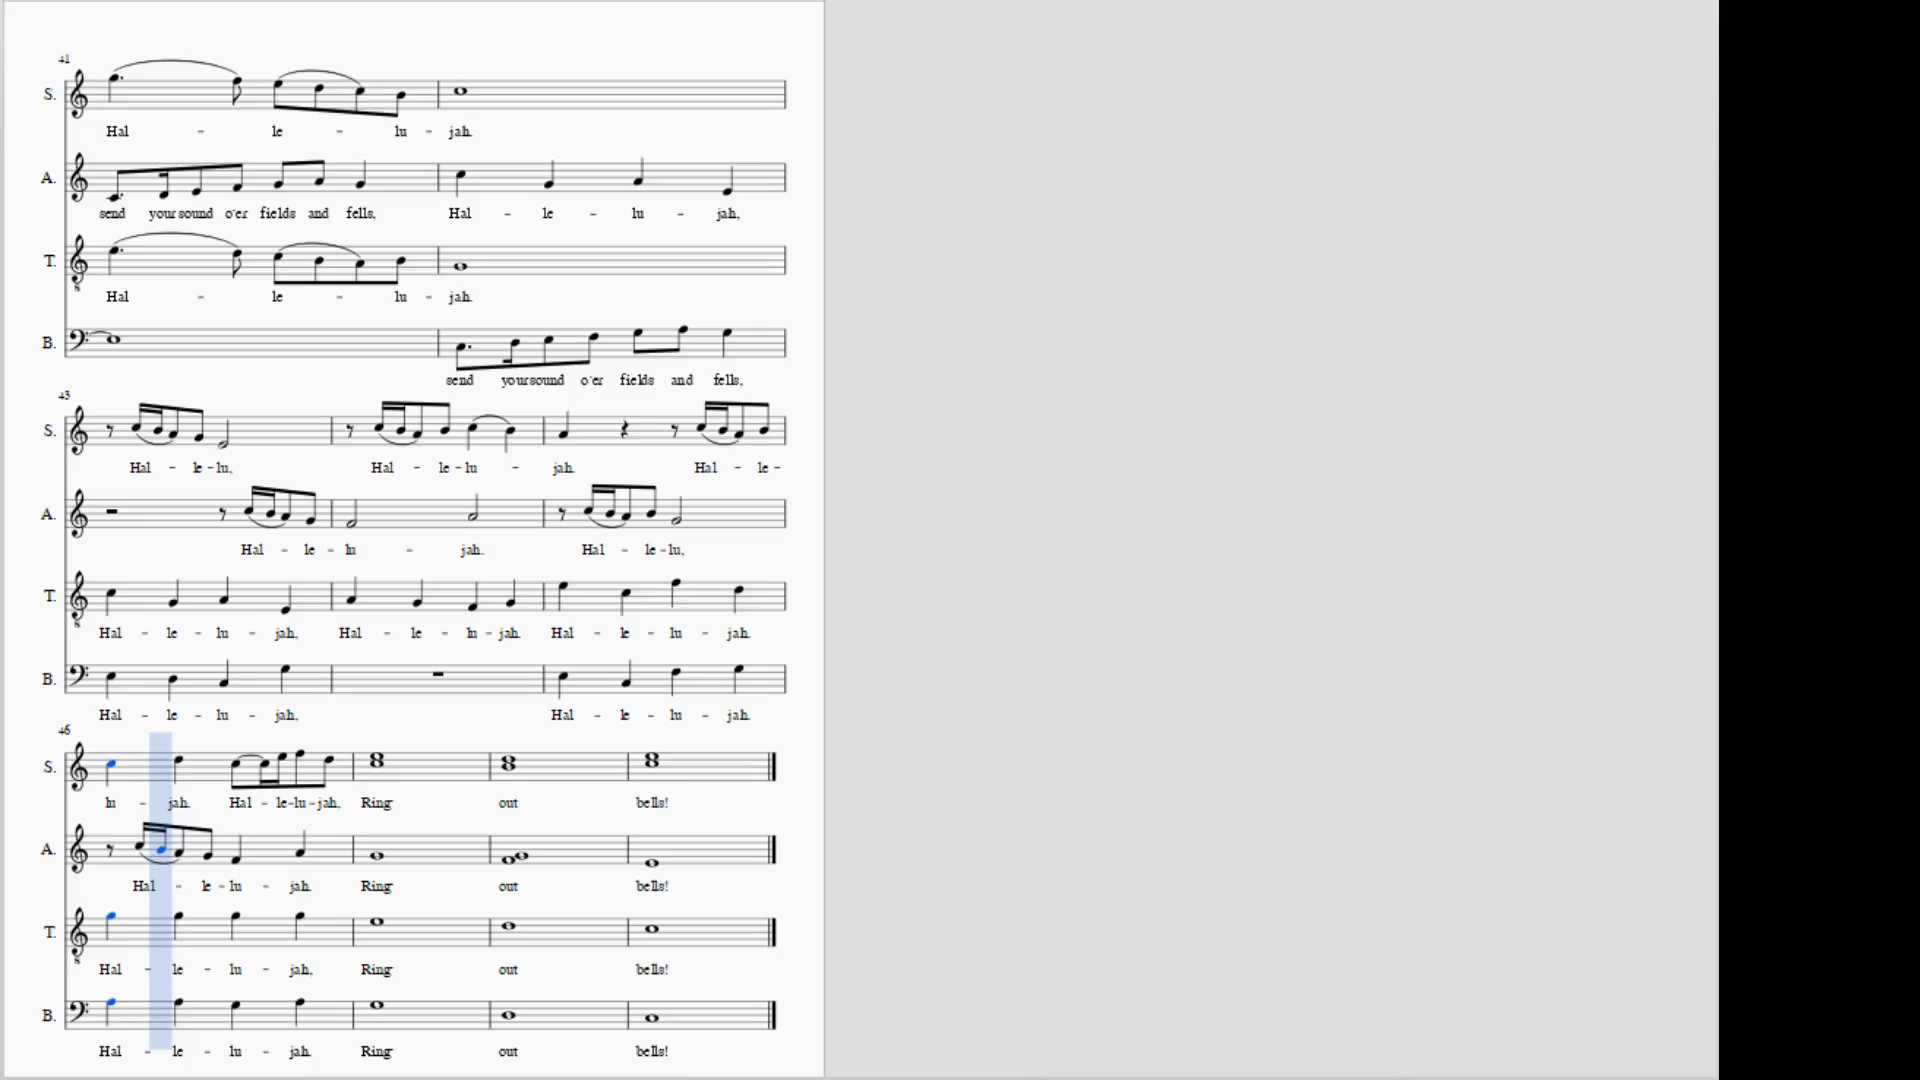 41
S.
Hal - le - lu - jah.
A.
send your sound o'er fields and fells, Hal - le - lu - jah,
T.
Hal - le - lu - jah.
B.
send your sound o'er fields and fells,
43
S.
Hal - le - lu, Hal - le - lu - jah. Hal - le -
A.
Hal - le - lu - jah. Hal - le - lu,
T.
Hal - le - lu - jah, Hal - le - lu - jah. Hal - le - lu - jah.
B.
Hal - le - lu - jah, Hal - le - lu - jah.
46
S.
lu - jah. Hal - le - lu - jah, Ring out bells!
A.
Hal - le - lu - jah. Ring out bells!
T.
Hal - le - lu - jah, Ring out bells!
B.
Hal - le - lu - jah. Ring out bells!